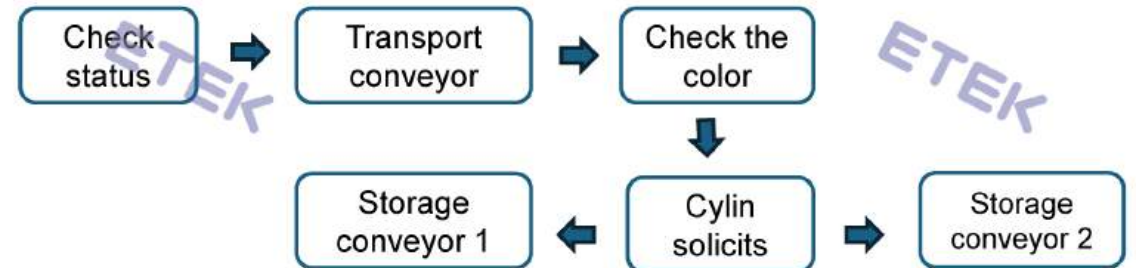 Check
status
Transport
conveyor
Check the
color
ETEK
ETEK
Storage
conveyor 1
Cylin
solicits
Storage
conveyor 2